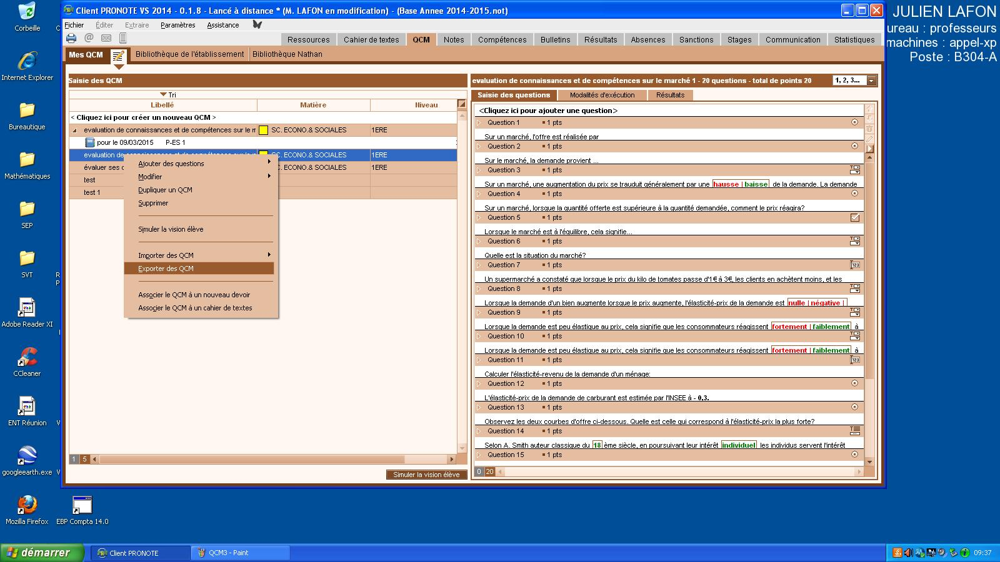 Client PRONOTE VS 2014 - 0.1.8 - Lancé à distance * (M. LAFON en modification) - (Base Annee 2014-2015.not)
Fichier Éditer Extraire Paramètres Assistance
Ressources Cahier de textes QCM Notes Compétences Bulletins Résultats Absences Sanctions Stages Communication Statistiques
Mes QCM Bibliothèque de l'établissement Bibliothèque Nathan
Saisie des QCM
Tri
Libellé Matière Niveau
< Cliquez ici pour créer un nouveau QCM >
evaluation de connaissances et de compétences sur le SC. ECONO.& SOCIALES 1ERE
pour le 09/03/2015 P-ES 1
evaluation de SC. ECONO.& SOCIALES 1ERE
évaluer ses ECONO.& SOCIALES 1ERE
test
test 1
Ajouter des questions
Modifier
Dupliquer un QCM
Supprimer
Simuler la vision élève
Importer des QCM
Exporter des QCM
Associer le QCM à un nouveau devoir
Associer le QCM à un cahier de textes
1 5
Simuler la vision élève
evaluation de connaissances et de compétences sur le marché 1 - 20 questions - total de points 20
1, 2, 3...
Saisie des questions Modalités d'exécution Résultats
<Cliquez ici pour ajouter une question>
Question 1 1 pts
Sur un marché, l'offre est réalisée par
Question 2 1 pts
Sur le marché, la demande provient ...
Question 3 1 pts
Sur un marché, une augmentation du prix se trauduit généralement par une hausse | baisse de la demande. La demande
Question 4 1 pts
Sur un marché, lorsque la quantité offerte est supérieure à la quantité demandée, comment le prix réagira?
Question 5 1 pts
Lorsque le marché est à l'équilibre, cela signifie...
Question 6 1 pts
Quelle est la situation du marché?
Question 7 1 pts
Un supermarché a constaté que lorsque le prix du kilo de tomates passe d'1€ à 3€, les clients en achètent moins, et les
Question 8 1 pts
Lorsque la demande d'un bien augmente lorsque le prix augmente, l'élasticité-prix de la demande est nulle | négative |
Question 9 1 pts
Lorsque la demande est peu élastique au prix, cela signifie que les consommateurs réagissent fortement | faiblement à
Question 10 1 pts
Lorsque la demande est peu élastique au prix, cela signifie que les consommateurs réagissent fortement | faiblement à
Question 11 1 pts
Calculer l'élasticité-revenu de la demande d'un ménage:
Question 12 1 pts
L'élasticité-prix de la demande de carburant est estimée par l'INSEE à - 0,3.
Question 13 1 pts
Observez les deux courbes d'offre ci-dessous. Quelle est celle qui correspond à l'élasticité-prix la plus forte?
Question 14 1 pts
Selon A. Smith auteur classique du 18 ème siècle, en poursuivant leur intérêt individuel les individus servent l'intérêt
Question 15 1 pts
0 20
JULIEN LAFON
ureau : professeurs
machines : appel-xp
Poste : B304-A
Corbeille
Internet Explorer
Bureautique
Mathématiques
SEP
SVT
Adobe Reader XI
CCleaner
ENT Réunion
googleearth.exe
Mozilla Firefox
EBP Compta 14.0
démarrer Client PRONOTE QCM3 - Paint 09:37